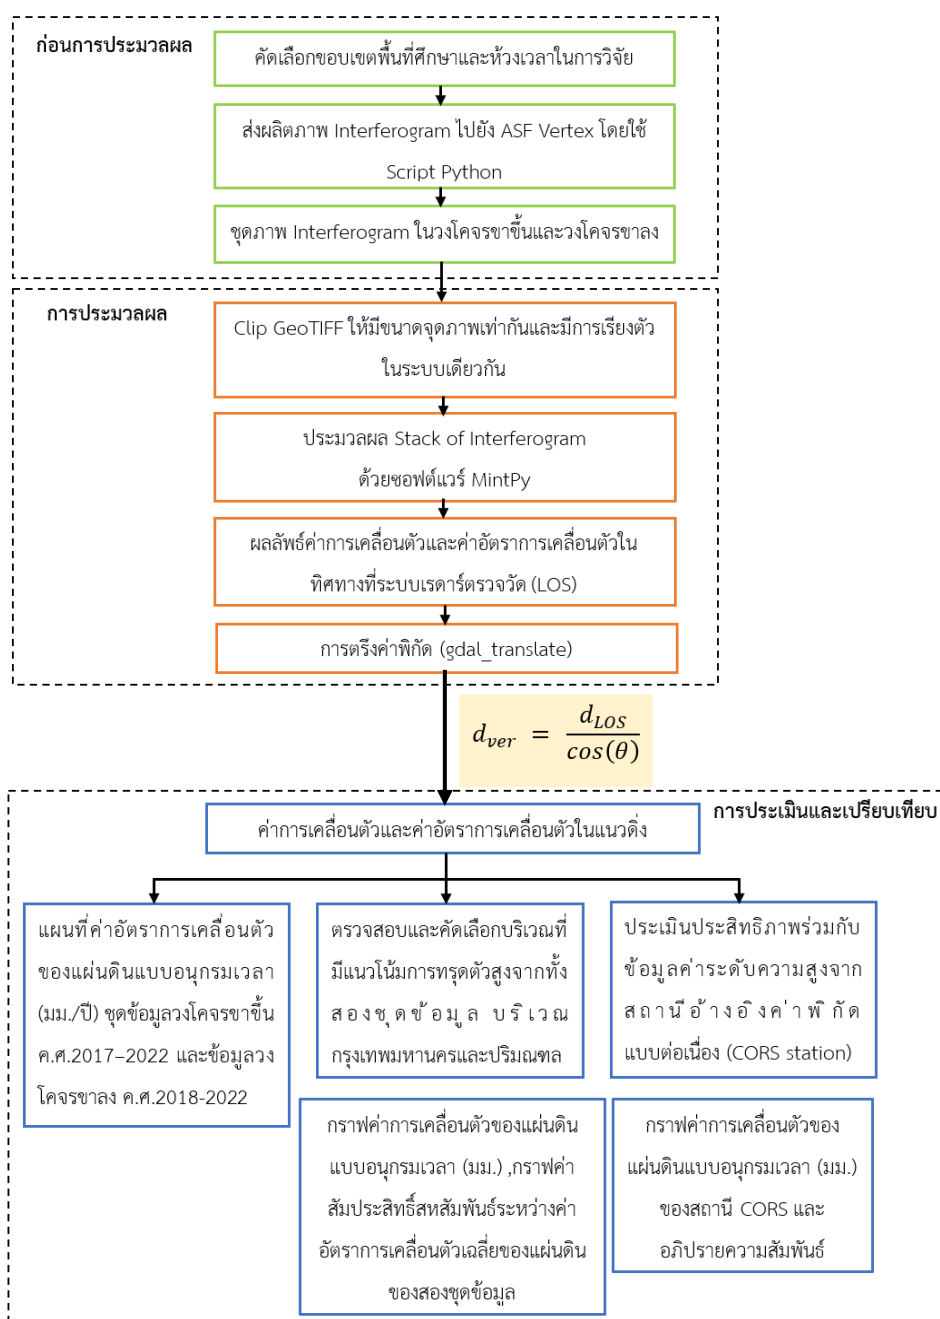 ก่อนการประมวลผล
คัดเลือกขอบเขตพื้นที่ศึกษาและห้วงเวลาในการวิจัย
ส่งผลิตภาพ Interferogram ไปยัง ASF Vertex โดยใช้
Script Python
ชุดภาพ Interferogram ในวงโคจรขาขึ้นและวงโคจรขาลง
การประมวลผล
Clip GeoTIFF ให้มีขนาดจุดภาพเท่ากันและมีการเรียงตัว
ในระบบเดียวกัน
ประมวลผล Stack of Interferogram
ด้วยซอฟต์แวร์ MintPy
ผลลัพธ์ค่าการเคลื่อนตัวและค่าอัตราการเคลื่อนตัวใน
ทิศทางที่ระบบเรดาร์ตรวจวัด (LOS)
การตรึงค่าพิกัด (gdal_translate)
d_ver = d_LOS / cos(θ)
การประเมินและเปรียบเทียบ
ค่าการเคลื่อนตัวและค่าอัตราการเคลื่อนตัวในแนวดิ่ง
แผนที่ค่าอัตราการเคลื่อนตัว
ของแผ่นดินแบบอนุกรมเวลา
(มม./ปี) ชุดข้อมูลวงโคจรขาขึ้น
ค.ศ.2017–2022 และข้อมูลวง
โคจรขาลง ค.ศ.2018-2022
ตรวจสอบและคัดเลือกบริเวณที่
มีแนวโน้มการทรุดตัวสูงจากทั้ง
สองชุดข้อมูล บริเวณ
กรุงเทพมหานครและปริมณฑล
ประเมินประสิทธิภาพร่วมกับ
ข้อมูลค่าระดับความสูงจาก
สถานีอ้างอิงค่าพิกัด
แบบต่อเนื่อง (CORS station)
กราฟค่าการเคลื่อนตัวของแผ่นดิน
แบบอนุกรมเวลา (มม.) ,กราฟค่า
สัมประสิทธิ์สหสัมพันธ์ระหว่างค่า
อัตราการเคลื่อนตัวเฉลี่ยของแผ่นดิน
ของสองชุดข้อมูล
กราฟค่าการเคลื่อนตัวของ
แผ่นดินแบบอนุกรมเวลา (มม.)
ของสถานี CORS และ
อภิปรายความสัมพันธ์